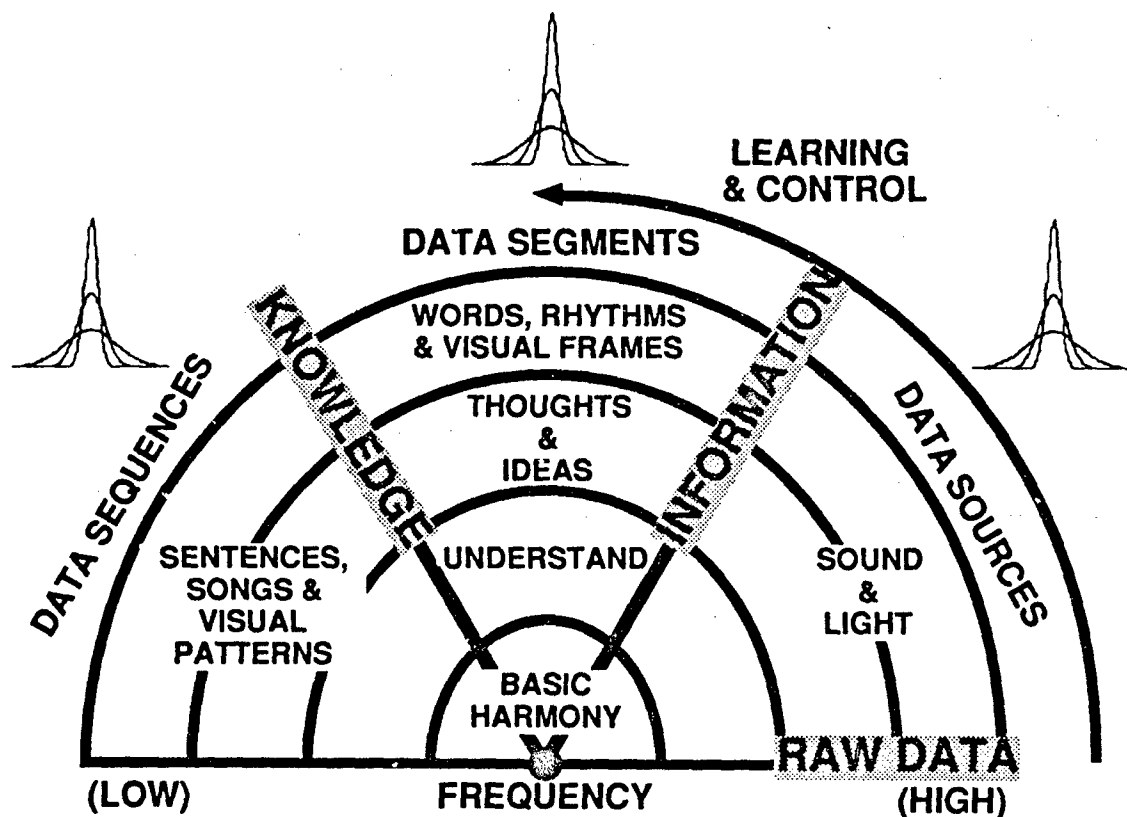 LEARNING
& CONTROL
DATA SEGMENTS
KNOWLEDGE
INFORMATION
WORDS, RHYTHMS
& VISUAL FRAMES
DATA SEQUENCES
DATA SOURCES
THOUGHTS
&
IDEAS
UNDERSTAND
SENTENCES,
SONGS &
VISUAL
PATTERNS
SOUND
&
LIGHT
BASIC
HARMONY
RAW DATA
(LOW)
FREQUENCY
(HIGH)